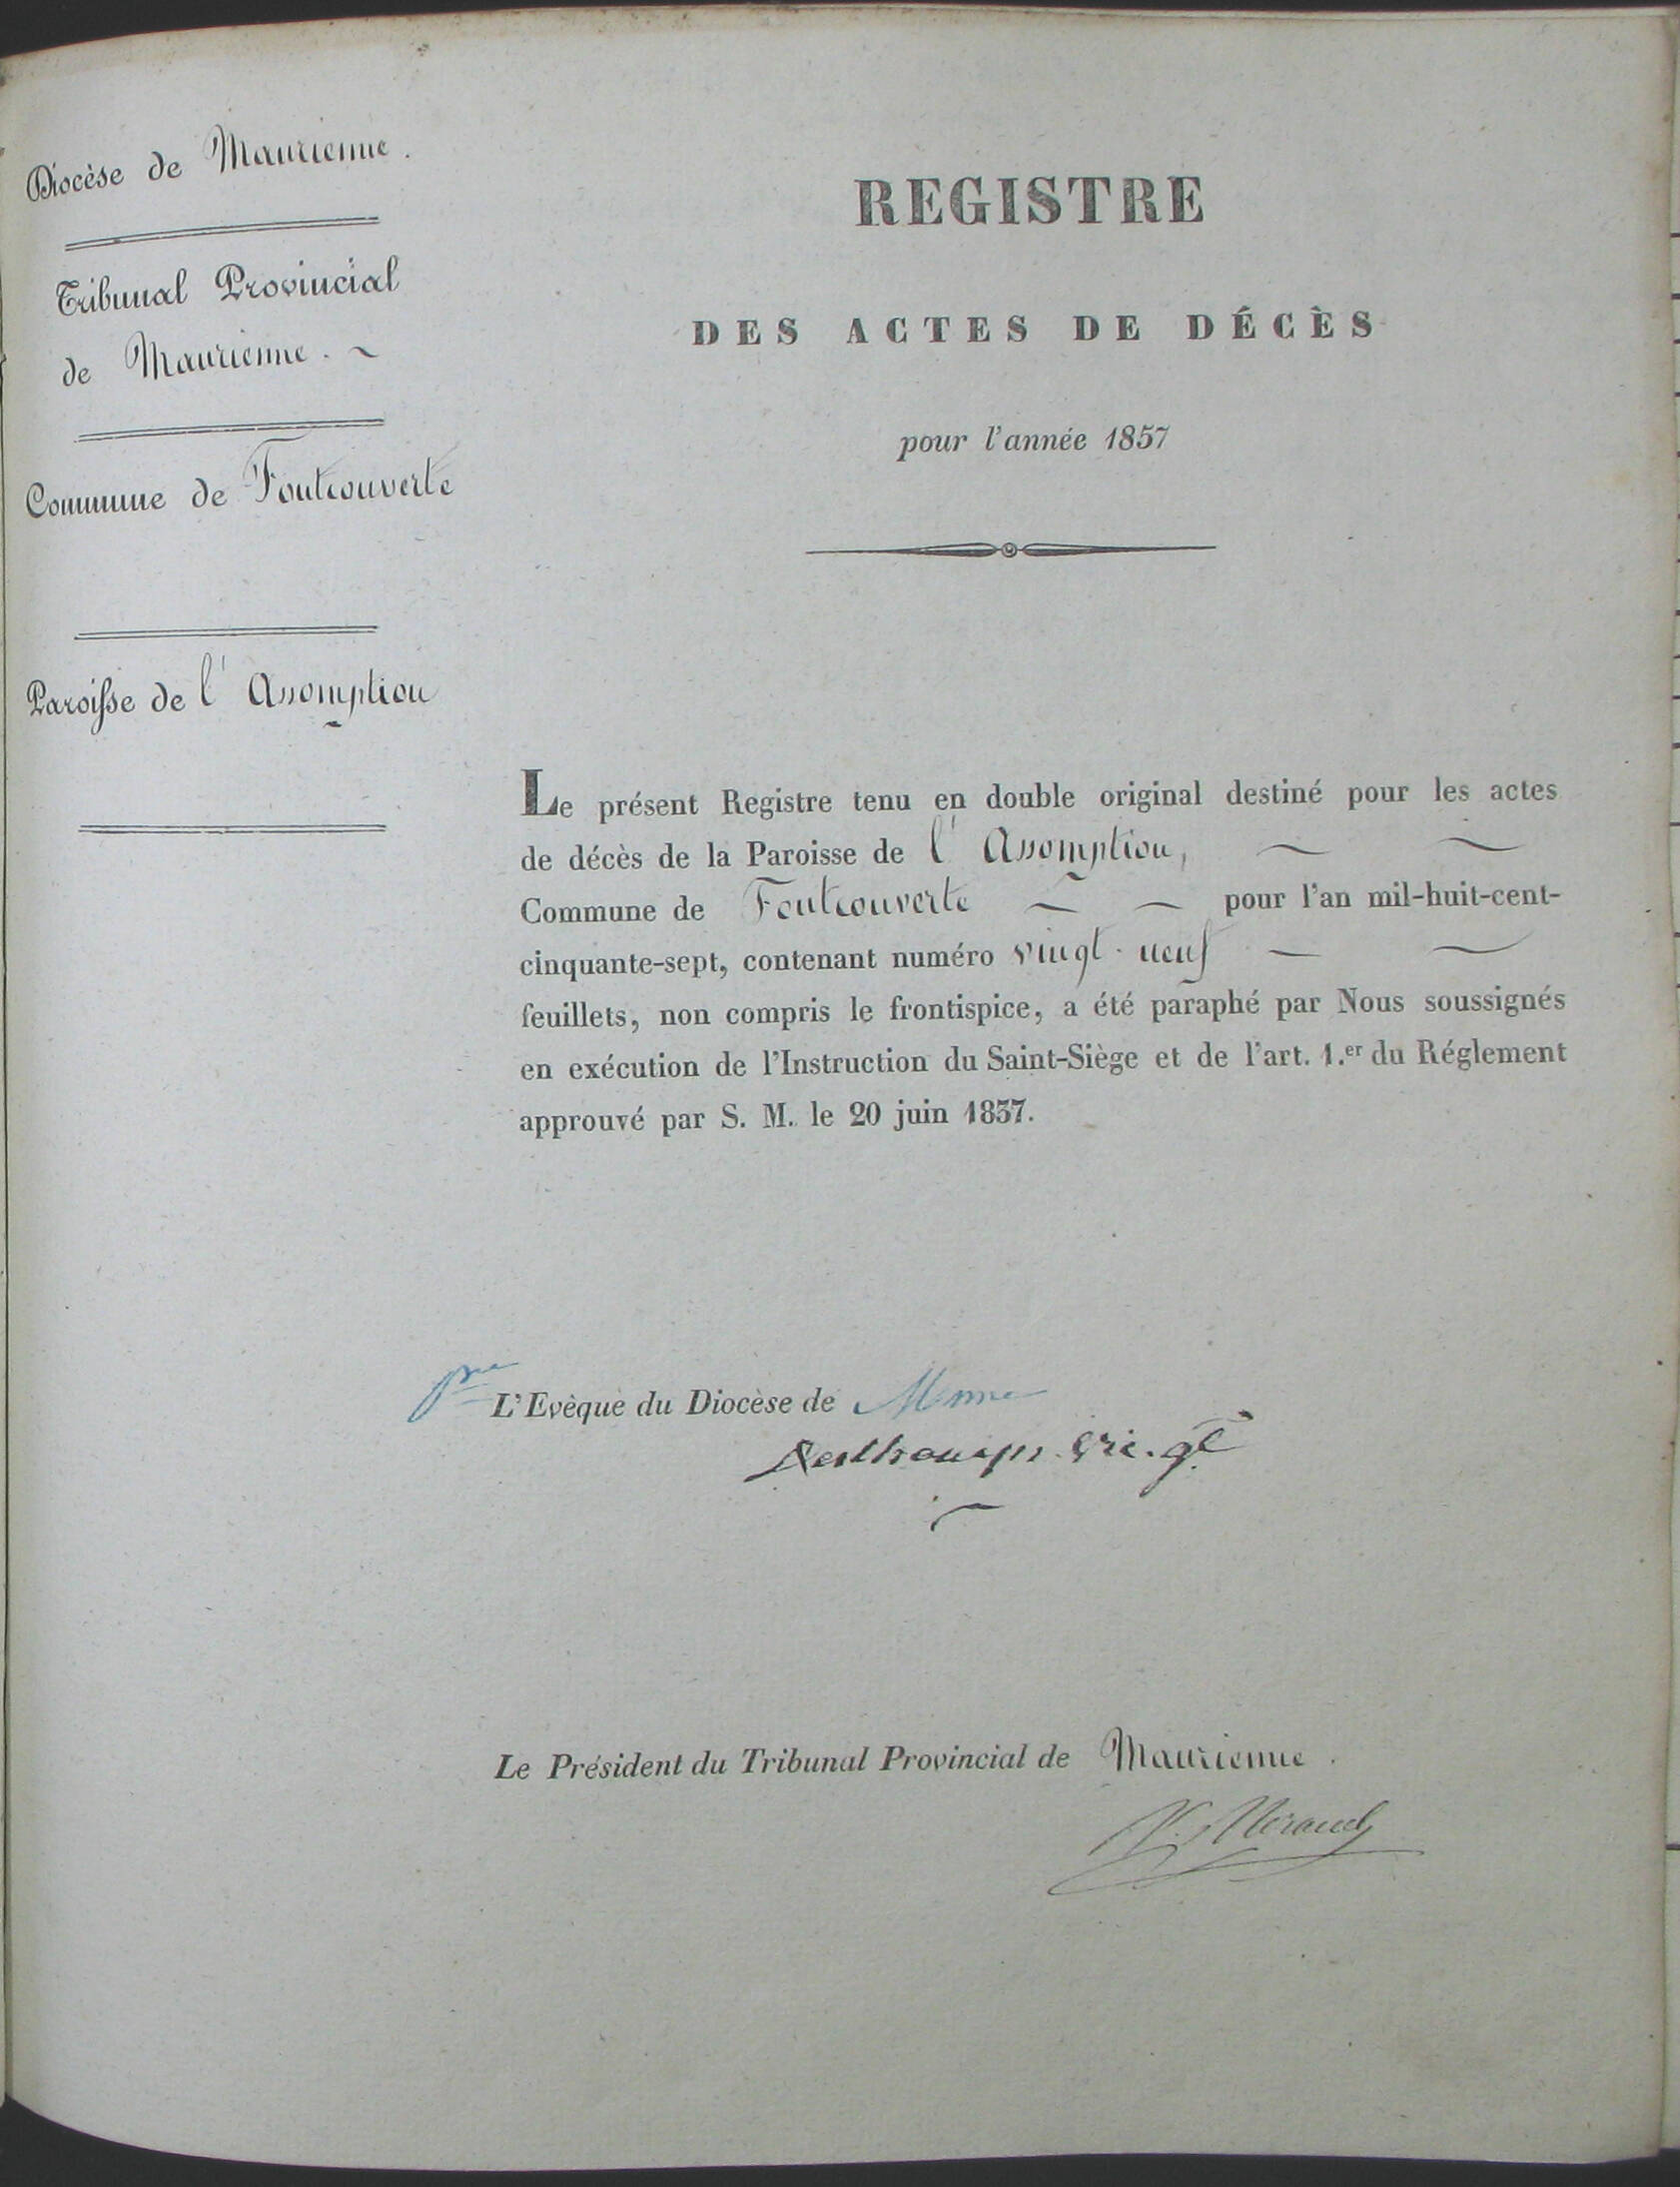 Diocèse de Maurienne.
Tribunal Provincial
de Maurienne.
Commune de Fontcouverte
Paroisse de l'Assomption
REGISTRE
DES ACTES DE DÉCÈS
pour l'année 1857
Le présent Registre tenu en double original destiné pour les actes
de décès de la Paroisse de l'Assomption,
Commune de Fontcouverte pour l'an mil-huit-cent-
cinquante-sept, contenant numéro vingt-neuf
feuillets, non compris le frontispice, a été paraphé par Nous soussignés
en exécution de l'Instruction du Saint-Siège et de l'art. 1.er du Réglement
approuvé par S. M. le 20 juin 1837.
L'Evèque du Diocèse de
Le Président du Tribunal Provincial de Maurienne.